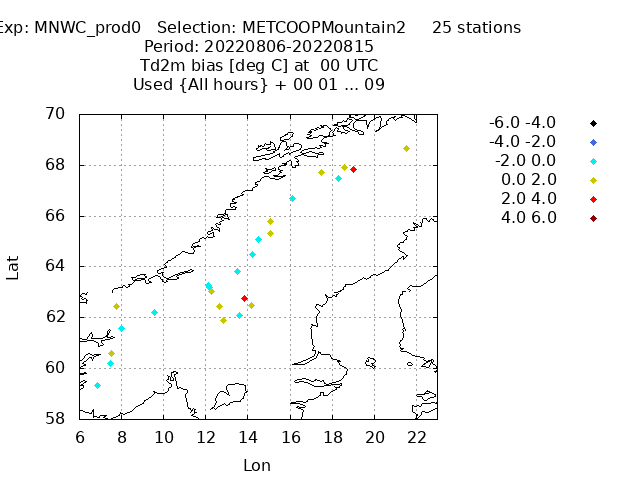 Exp: MNWC_prod0   Selection: METCOOPMountain2     25 stations
Period: 20220806-20220815
Td2m bias [deg C] at  00 UTC
Used {All hours} + 00 01 ... 09
70
68
66
64
62
60
58
Lat
6 8 10 12 14 16 18 20 22
Lon
-6.0 -4.0
-4.0 -2.0
-2.0 0.0
0.0 2.0
2.0 4.0
4.0 6.0